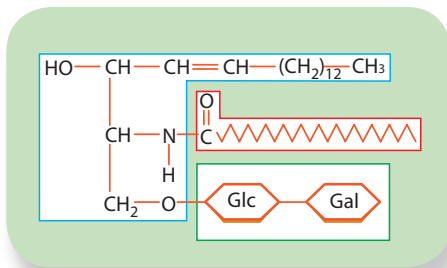 HO—CH—CH=CH—(CH₂)₁₂—CH₃
O
CH—N—C
H
CH₂—O—Glc—Gal